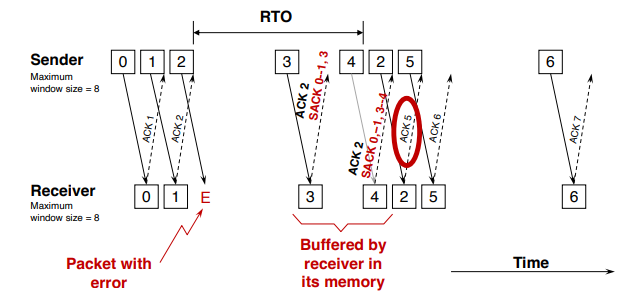 RTO
Sender
Maximum
window size = 8
0 1 2 3 4 2 5 6
ACK 1
ACK 2
ACK 2
SACK 0–1, 3
ACK 2
SACK 0,–1, 3–4
ACK 5
ACK 6
ACK 7
Receiver
Maximum
window size = 8
0 1 E 3 4 2 5 6
Packet with
error
Buffered by
receiver in
its memory
Time